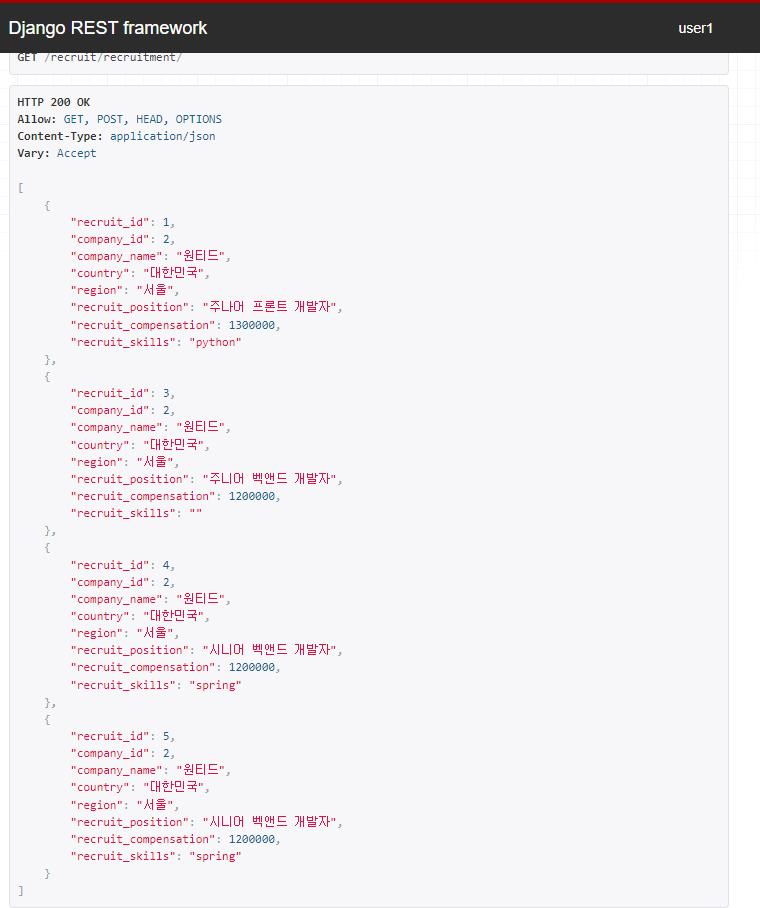 Django REST framework
user1
GET /recruit/recruitment/
HTTP 200 OK
Allow: GET, POST, HEAD, OPTIONS
Content-Type: application/json
Vary: Accept
[
    {
        "recruit_id": 1,
        "company_id": 2,
        "company_name": "원티드",
        "country": "대한민국",
        "region": "서울",
        "recruit_position": "주나어 프론트 개발자",
        "recruit_compensation": 1300000,
        "recruit_skills": "python"
    },
    {
        "recruit_id": 3,
        "company_id": 2,
        "company_name": "원티드",
        "country": "대한민국",
        "region": "서울",
        "recruit_position": "주니어 벡앤드 개발자",
        "recruit_compensation": 1200000,
        "recruit_skills": ""
    },
    {
        "recruit_id": 4,
        "company_id": 2,
        "company_name": "원티드",
        "country": "대한민국",
        "region": "서울",
        "recruit_position": "시니어 벡앤드 개발자",
        "recruit_compensation": 1200000,
        "recruit_skills": "spring"
    },
    {
        "recruit_id": 5,
        "company_id": 2,
        "company_name": "원티드",
        "country": "대한민국",
        "region": "서울",
        "recruit_position": "시니어 벡앤드 개발자",
        "recruit_compensation": 1200000,
        "recruit_skills": "spring"
    }
]